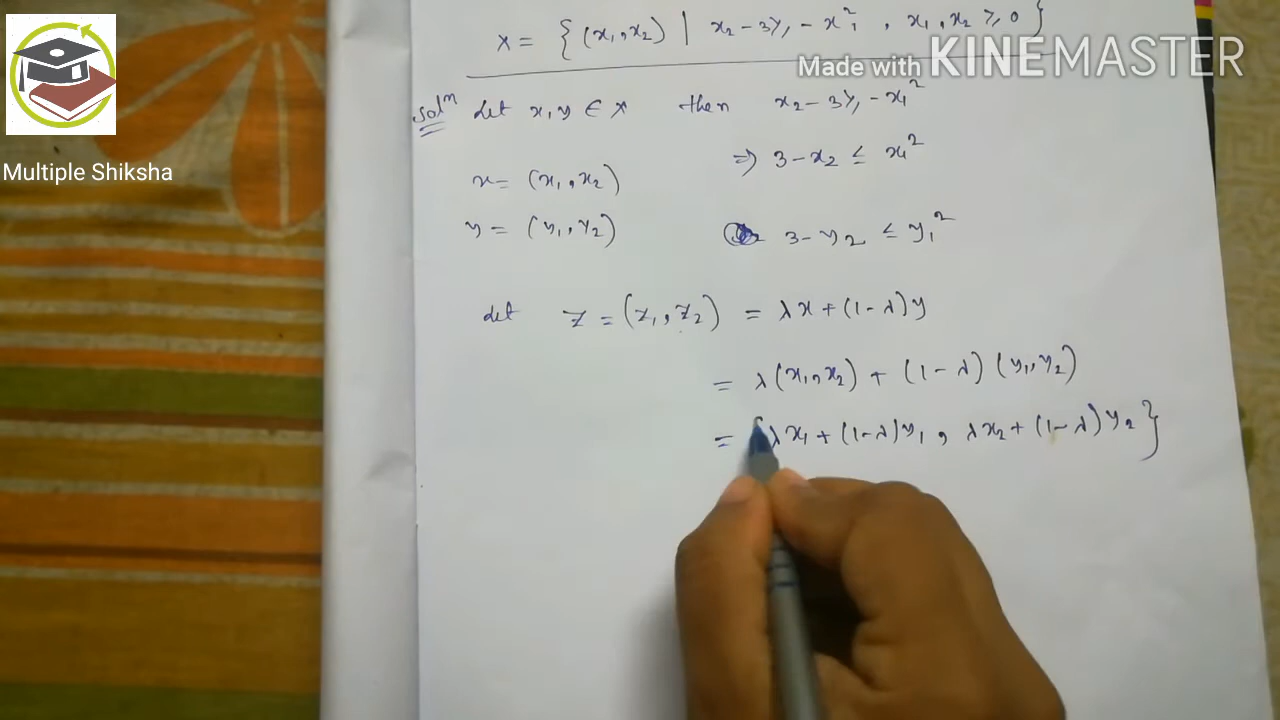 X = { (x₁, x₂) | x₂ - 3 ≥ - x₁², x₁, x₂ ≥ 0 }
Made with KINEMASTER
Solⁿ Let x, y ∈ X then x₂ - 3 ≥ - x₁²
⇒ 3 - x₂ ≤ x₁²
x = (x₁, x₂)
y = (y₁, y₂) 3 - y₂ ≤ y₁²
Let Z = (Z₁, Z₂) = λx + (1 - λ) y
= λ(x₁, x₂) + (1 - λ) (y₁, y₂)
= { λx₁ + (1-λ)y₁, λx₂ + (1-λ) y₂ }
Multiple Shiksha